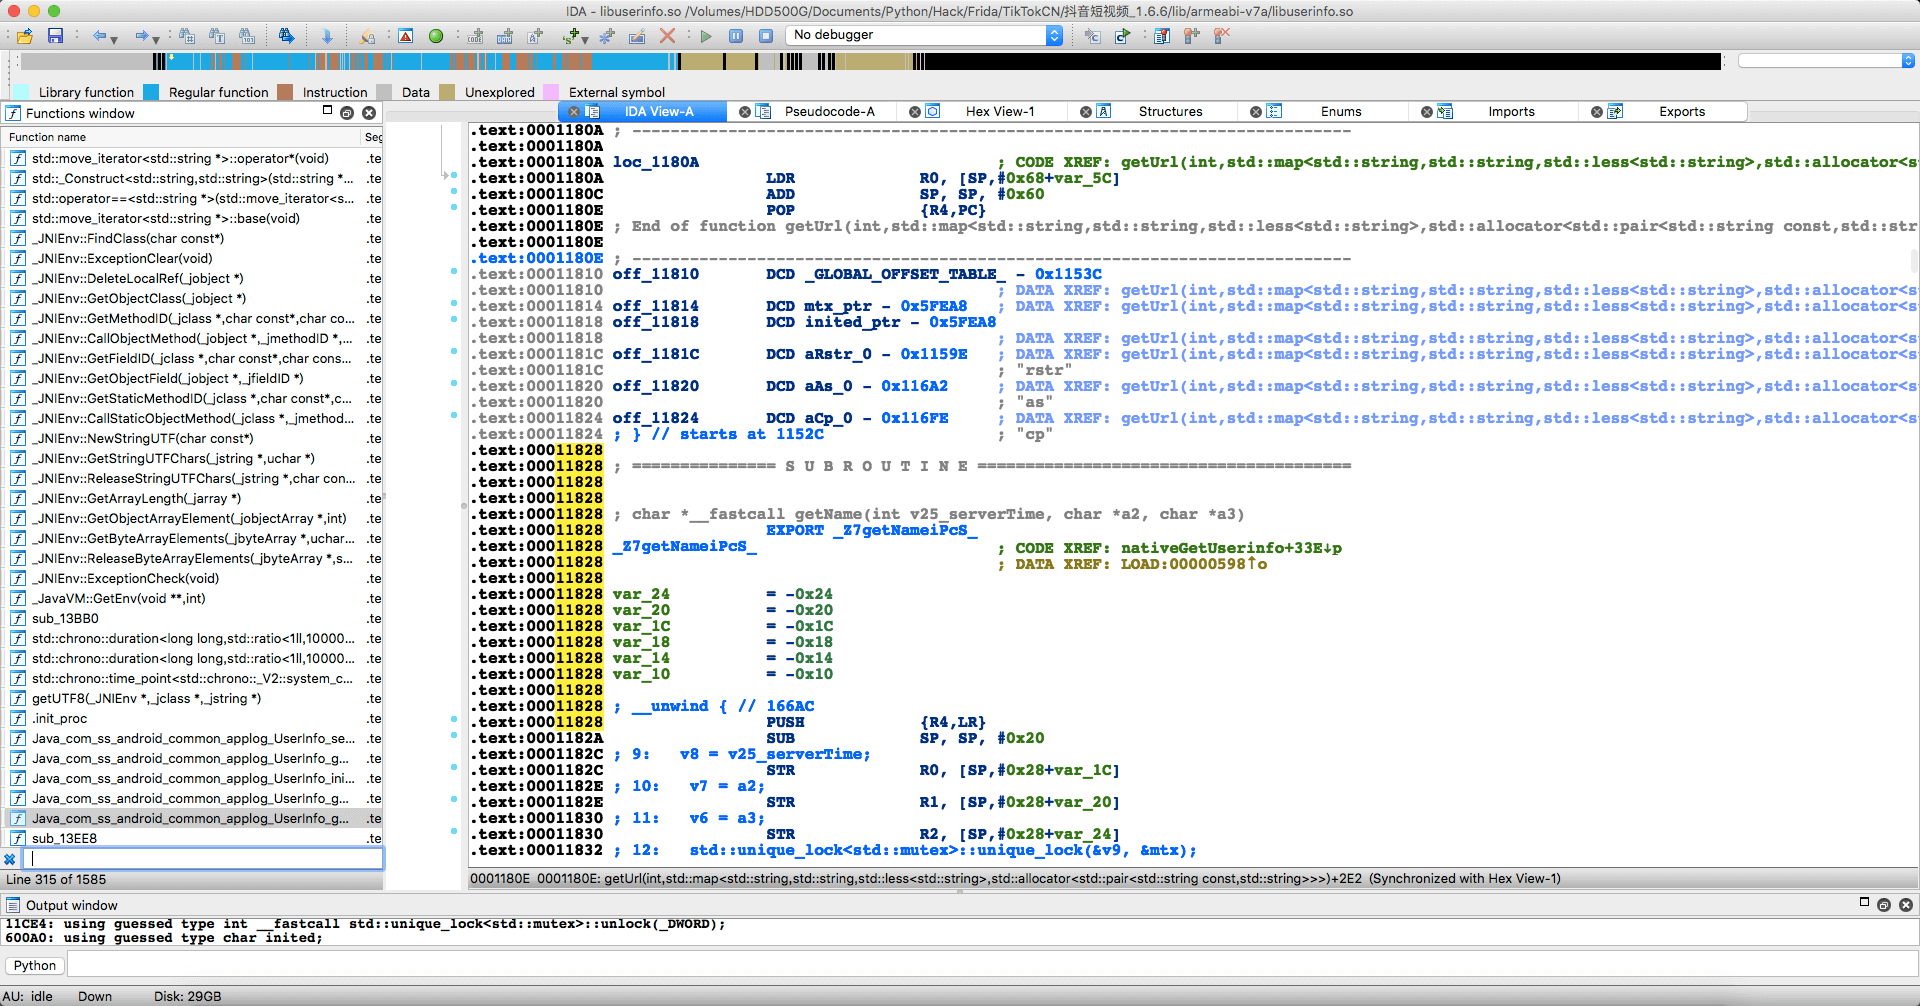 IDA - libuserinfo.so /Volumes/HDD500G/Documents/Python/Hack/Frida/TikTokCN/抖音短视频_1.6.6/lib/armeabi-v7a/libuserinfo.so
No debugger
Library function Regular function Instruction Data Unexplored External symbol
Functions window
Function name Seg
std::move_iterator<std::string *>::operator*(void) .te
std::_Construct<std::string,std::string>(std::string *... .te
std::operator==<std::string *>(std::move_iterator<s... .te
std::move_iterator<std::string *>::base(void) .te
_JNIEnv::FindClass(char const*) .te
_JNIEnv::ExceptionClear(void) .te
_JNIEnv::DeleteLocalRef(_jobject *) .te
_JNIEnv::GetObjectClass(_jobject *) .te
_JNIEnv::GetMethodID(_jclass *,char const*,char co... .te
_JNIEnv::CallObjectMethod(_jobject *,_jmethodID *,... .te
_JNIEnv::GetFieldID(_jclass *,char const*,char cons... .te
_JNIEnv::GetObjectField(_jobject *,_jfieldID *) .te
_JNIEnv::GetStaticMethodID(_jclass *,char const*,c... .te
_JNIEnv::CallStaticObjectMethod(_jclass *,_jmethod... .te
_JNIEnv::NewStringUTF(char const*) .te
_JNIEnv::GetStringUTFChars(_jstring *,uchar *) .te
_JNIEnv::ReleaseStringUTFChars(_jstring *,char con... .te
_JNIEnv::GetArrayLength(_jarray *) .te
_JNIEnv::GetObjectArrayElement(_jobjectArray *,int) .te
_JNIEnv::GetByteArrayElements(_jbyteArray *,uchar... .te
_JNIEnv::ReleaseByteArrayElements(_jbyteArray *,s... .te
_JNIEnv::ExceptionCheck(void) .te
_JavaVM::GetEnv(void **,int) .te
sub_13BB0 .te
std::chrono::duration<long long,std::ratio<1ll,10000... .te
std::chrono::duration<long long,std::ratio<1ll,10000... .te
std::chrono::time_point<std::chrono::_V2::system_c... .te
getUTF8(_JNIEnv *,_jclass *,_jstring *) .te
.init_proc .te
Java_com_ss_android_common_applog_UserInfo_se... .te
Java_com_ss_android_common_applog_UserInfo_g... .te
Java_com_ss_android_common_applog_UserInfo_ini... .te
Java_com_ss_android_common_applog_UserInfo_g... .te
Java_com_ss_android_common_applog_UserInfo_g... .te
sub_13EE8 .te
Line 315 of 1585
IDA View-A Pseudocode-A Hex View-1 Structures Enums Imports Exports
.text:0001180A ; ---------------------------------------------------------------------------
.text:0001180A
.text:0001180A loc_1180A ; CODE XREF: getUrl(int,std::map<std::string,std::string,std::less<std::string>,std::allocator<s
.text:0001180A LDR R0, [SP,#0x68+var_5C]
.text:0001180C ADD SP, SP, #0x60
.text:0001180E POP {R4,PC}
.text:0001180E ; End of function getUrl(int,std::map<std::string,std::string,std::less<std::string>,std::allocator<std::pair<std::string const,std::str
.text:0001180E
.text:0001180E ; ---------------------------------------------------------------------------
.text:00011810 off_11810 DCD _GLOBAL_OFFSET_TABLE_ - 0x1153C
.text:00011810 ; DATA XREF: getUrl(int,std::map<std::string,std::string,std::less<std::string>,std::allocator<s
.text:00011814 off_11814 DCD mtx_ptr - 0x5FEA8 ; DATA XREF: getUrl(int,std::map<std::string,std::string,std::less<std::string>,std::allocator<s
.text:00011818 off_11818 DCD inited_ptr - 0x5FEA8
.text:00011818 ; DATA XREF: getUrl(int,std::map<std::string,std::string,std::less<std::string>,std::allocator<s
.text:0001181C off_1181C DCD aRstr_0 - 0x1159E ; DATA XREF: getUrl(int,std::map<std::string,std::string,std::less<std::string>,std::allocator<s
.text:0001181C ; "rstr"
.text:00011820 off_11820 DCD aAs_0 - 0x116A2 ; DATA XREF: getUrl(int,std::map<std::string,std::string,std::less<std::string>,std::allocator<s
.text:00011820 ; "as"
.text:00011824 off_11824 DCD aCp_0 - 0x116FE ; DATA XREF: getUrl(int,std::map<std::string,std::string,std::less<std::string>,std::allocator<s
.text:00011824 ; } // starts at 1152C ; "cp"
.text:00011828
.text:00011828 ; =============== S U B R O U T I N E =======================================
.text:00011828
.text:00011828
.text:00011828 ; char *__fastcall getName(int v25_serverTime, char *a2, char *a3)
.text:00011828 EXPORT _Z7getNameiPcS_
.text:00011828 _Z7getNameiPcS_ ; CODE XREF: nativeGetUserinfo+33E↓p
.text:00011828 ; DATA XREF: LOAD:00000598↑o
.text:00011828
.text:00011828 var_24 = -0x24
.text:00011828 var_20 = -0x20
.text:00011828 var_1C = -0x1C
.text:00011828 var_18 = -0x18
.text:00011828 var_14 = -0x14
.text:00011828 var_10 = -0x10
.text:00011828
.text:00011828 ; __unwind { // 166AC
.text:00011828 PUSH {R4,LR}
.text:0001182A SUB SP, SP, #0x20
.text:0001182C ; 9: v8 = v25_serverTime;
.text:0001182C STR R0, [SP,#0x28+var_1C]
.text:0001182E ; 10: v7 = a2;
.text:0001182E STR R1, [SP,#0x28+var_20]
.text:00011830 ; 11: v6 = a3;
.text:00011830 STR R2, [SP,#0x28+var_24]
.text:00011832 ; 12: std::unique_lock<std::mutex>::unique_lock(&v9, &mtx);
0001180E 0001180E: getUrl(int,std::map<std::string,std::string,std::less<std::string>,std::allocator<std::pair<std::string const,std::string>>>)+2E2 (Synchronized with Hex View-1)
Output window
11CE4: using guessed type int __fastcall std::unique_lock<std::mutex>::unlock(_DWORD);
600A0: using guessed type char inited;
Python
AU: idle Down Disk: 29GB